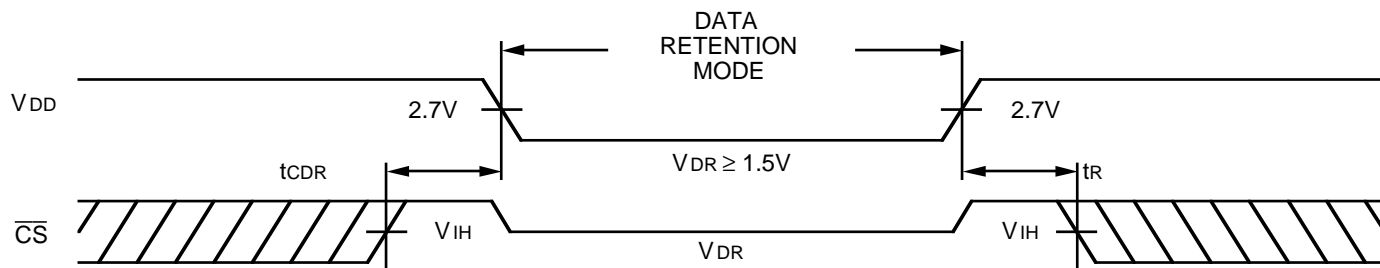 DATA
RETENTION
MODE
VDD
2.7V
2.7V
VDR ≥ 1.5V
tCDR
tR
CS
VIH
VDR
VIH